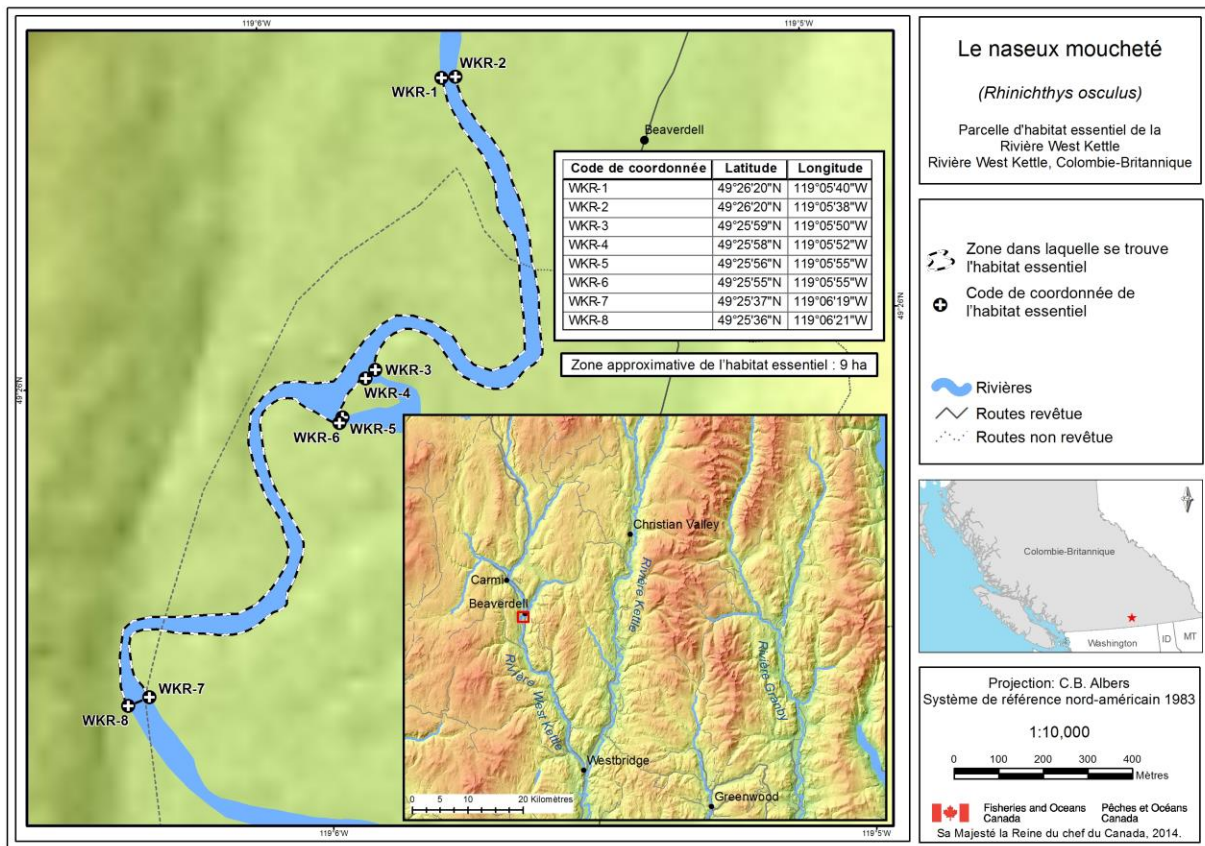 119°6'W
119°5'W
WKR-2
WKR-1
Beaverdell
Code de coordonnée Latitude Longitude
WKR-1 49°26'20"N 119°05'40"W
WKR-2 49°26'20"N 119°05'38"W
WKR-3 49°25'59"N 119°05'50"W
WKR-4 49°25'58"N 119°05'52"W
WKR-5 49°25'56"N 119°05'55"W
WKR-6 49°25'55"N 119°05'55"W
WKR-7 49°25'37"N 119°06'19"W
WKR-8 49°25'36"N 119°06'21"W
Zone approximative de l'habitat essentiel : 9 ha
49°26'N
49°26'N
WKR-3
WKR-4
WKR-5
WKR-6
WKR-7
WKR-8
Christian Valley
Carmi
Beaverdell
Rivière Kettle
Rivière West Kettle
Rivière Granby
Westbridge
Greenwood
0 5 10 20 Kilomètres
119°6'W
119°5'W
Le naseux moucheté
(Rhinichthys osculus)
Parcelle d'habitat essentiel de la
Rivière West Kettle
Rivière West Kettle, Colombie-Britannique
Zone dans laquelle se trouve
l'habitat essentiel
Code de coordonnée de
l'habitat essentiel
Rivières
Routes revêtue
Routes non revêtue
Colombie-Britannique
Washington
ID
MT
Projection: C.B. Albers
Système de référence nord-américain 1983
1:10,000
0 100 200 300 400
Mètres
Fisheries and Oceans Pêches et Océans
Canada Canada
Sa Majesté la Reine du chef du Canada, 2014.